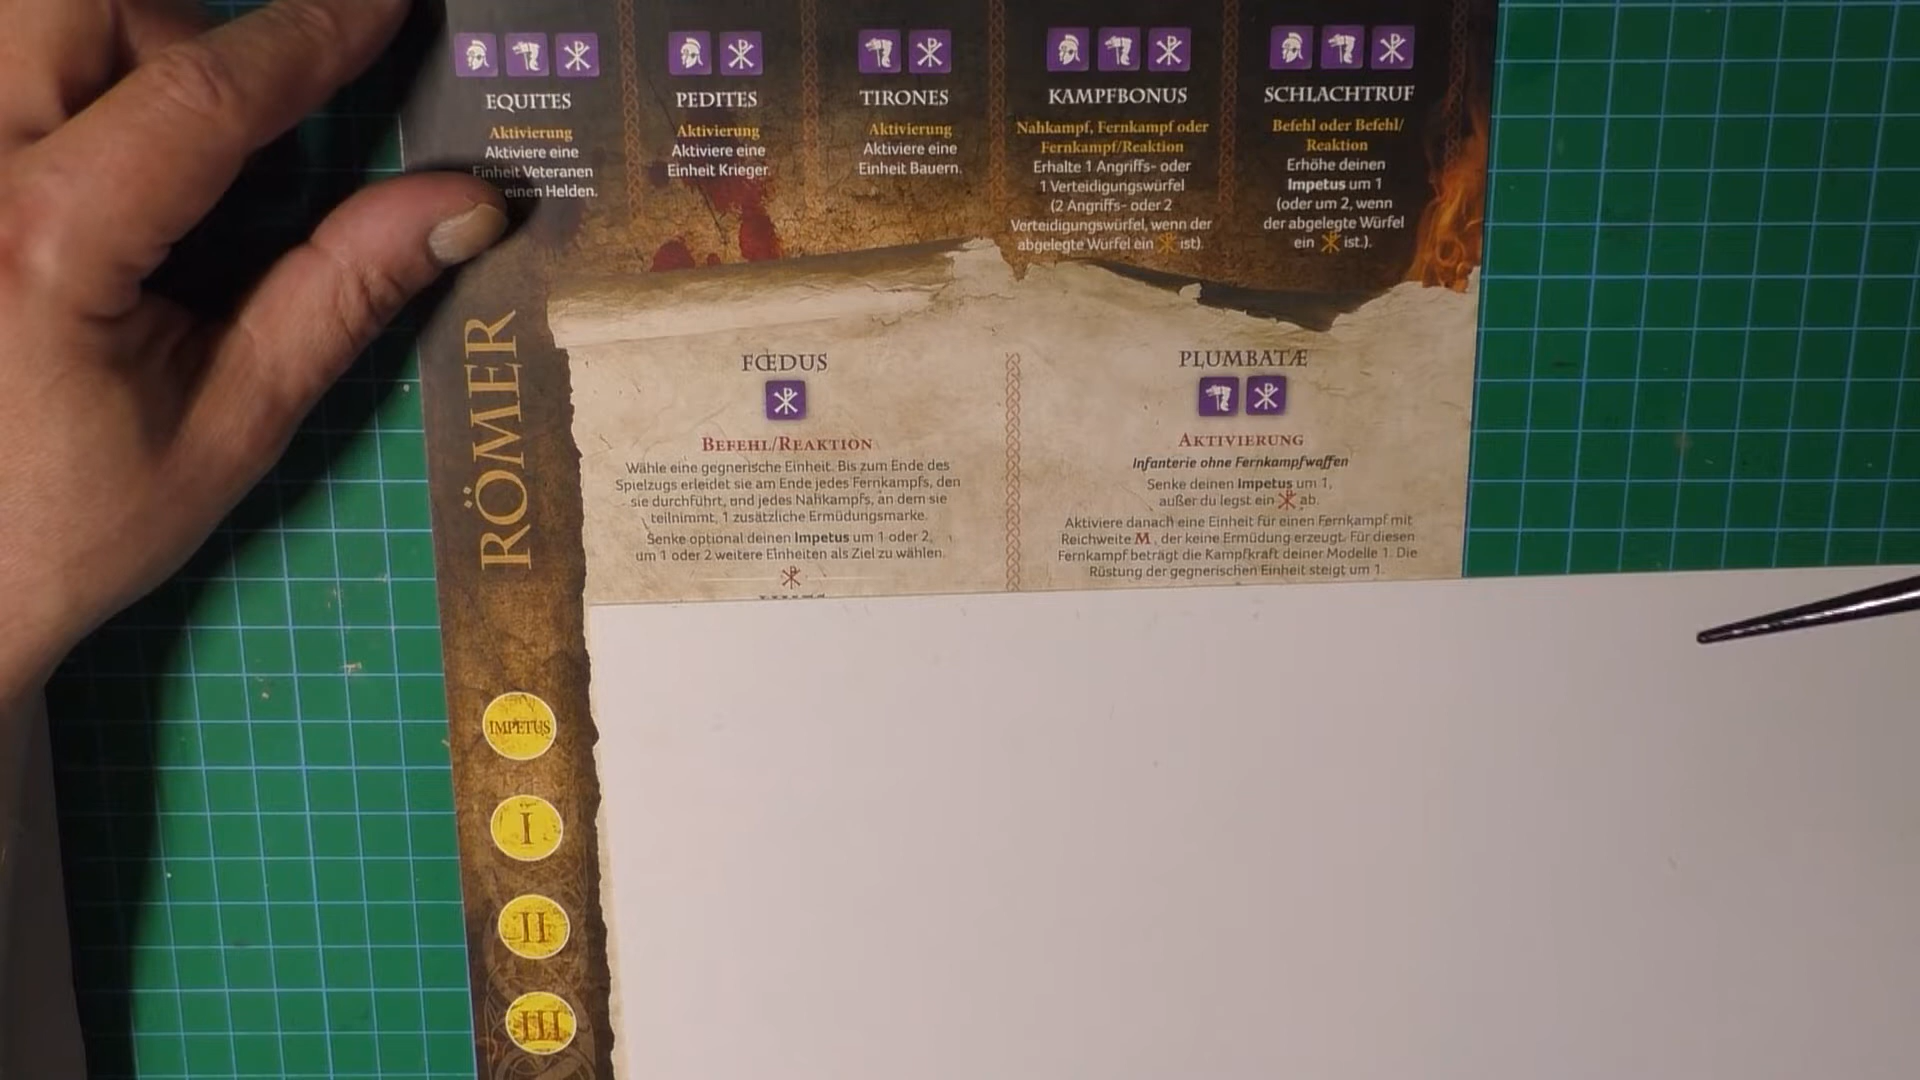 EQUITES
Aktivierung
Aktiviere eine
Einheit Veteranen
einen Helden.
PEDITES
Aktivierung
Aktiviere eine
Einheit Krieger.
TIRONES
Aktivierung
Aktiviere eine
Einheit Bauern.
KAMPFBONUS
Nahkampf, Fernkampf oder
Fernkampf/Reaktion
Erhalte 1 Angriffs- oder
1 Verteidigungswürfel
(2 Angriffs- oder 2
Verteidigungswürfel, wenn der
abgelegte Würfel ein ist).
SCHLACHTRUF
Befehl oder Befehl/
Reaktion
Erhöhe deinen
Impetus um 1
(oder um 2, wenn
der abgelegte Würfel
ein ist.).
RÖMER
FŒDUS
BEFEHL/REAKTION
Wähle eine gegnerische Einheit. Bis zum Ende des
Spielzugs erleidet sie am Ende jedes Fernkampfs, den
sie durchführt, und jedes Nahkampfs, an dem sie
teilnimmt, 1 zusätzliche Ermüdungsmarke.
Senke optional deinen Impetus um 1 oder 2,
um 1 oder 2 weitere Einheiten als Ziel zu wählen.
PLUMBATÆ
AKTIVIERUNG
Infanterie ohne Fernkampfwaffen
Senke deinen Impetus um 1,
außer du legst ein ab.
Aktiviere danach eine Einheit für einen Fernkampf mit
Reichweite M, der keine Ermüdung erzeugt. Für diesen
Fernkampf beträgt die Kampfkraft deiner Modelle 1. Die
Rüstung der gegnerischen Einheit steigt um 1.
IMPETUS
I
II
III